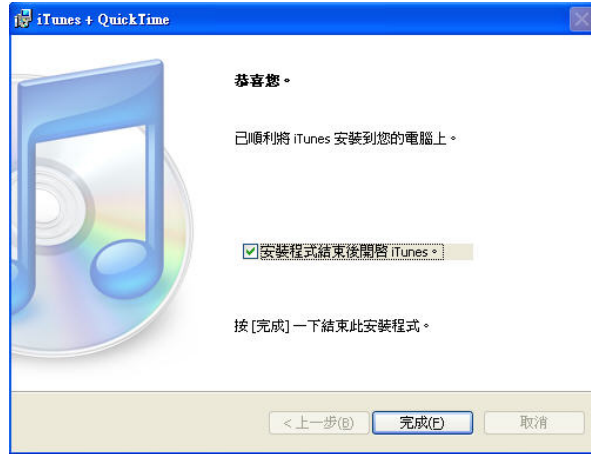 iTunes + QuickTime
恭喜您。
已順利將 iTunes 安裝到您的電腦上。
安裝程式結束後開啓 iTunes。
按 [完成] 一下結束此安裝程式。
< 上一步(B)
完成(F)
取消